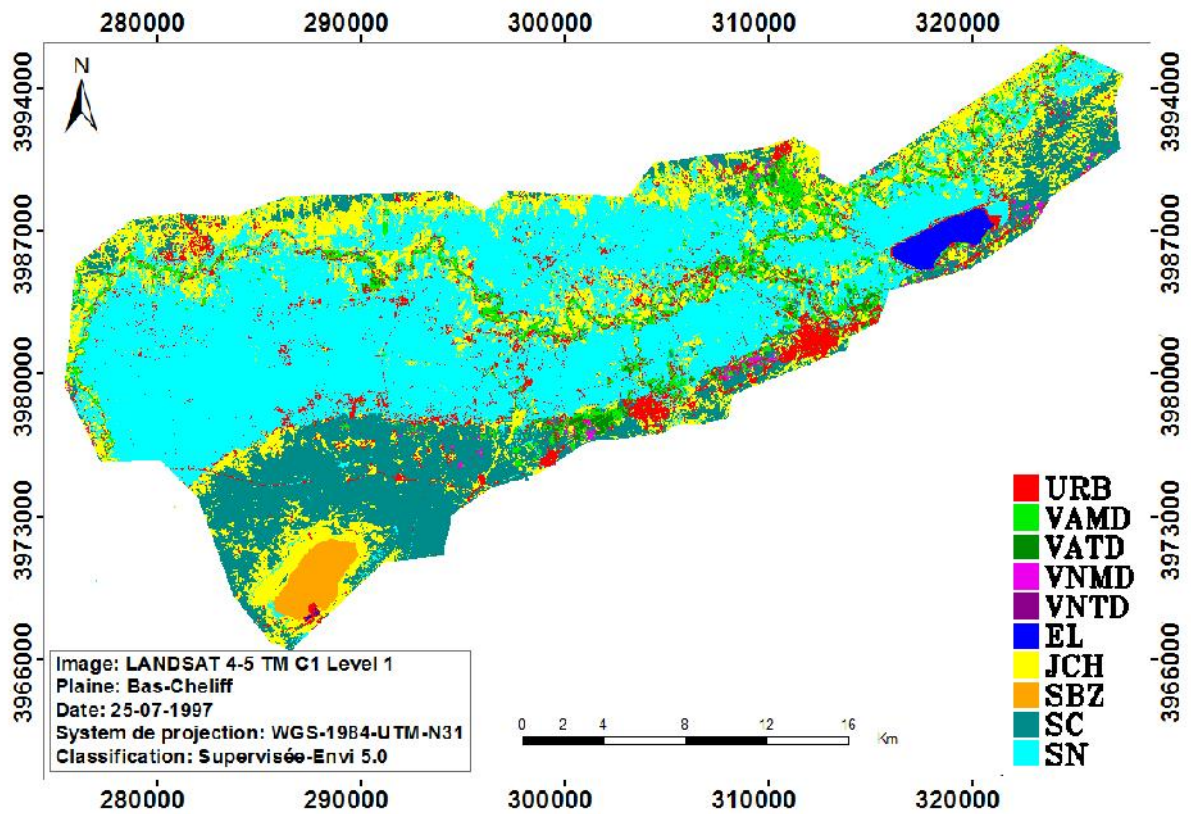 280000 290000 300000 310000 320000
N
3994000 3994000
3987000 3987000
3980000 3980000
3973000 3973000
3966000 3966000
URB
VAMD
VATD
VNMD
VNTD
EL
JCH
SBZ
SC
SN
Image: LANDSAT 4-5 TM C1 Level 1
Plaine: Bas-Cheliff
Date: 25-07-1997
System de projection: WGS-1984-UTM-N31
Classification: Supervisée-Envi 5.0
0 2 4 8 12 16
Km
280000 290000 300000 310000 320000